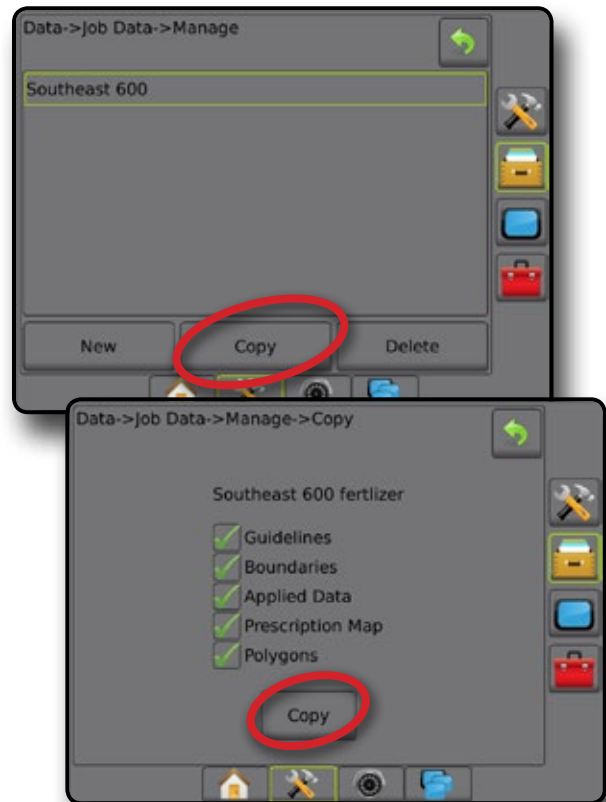 Data->Job Data->Manage
Southeast 600
New Copy Delete
Data->Job Data->Manage->Copy
Southeast 600 fertlizer
Guidelines
Boundaries
Applied Data
Prescription Map
Polygons
Copy